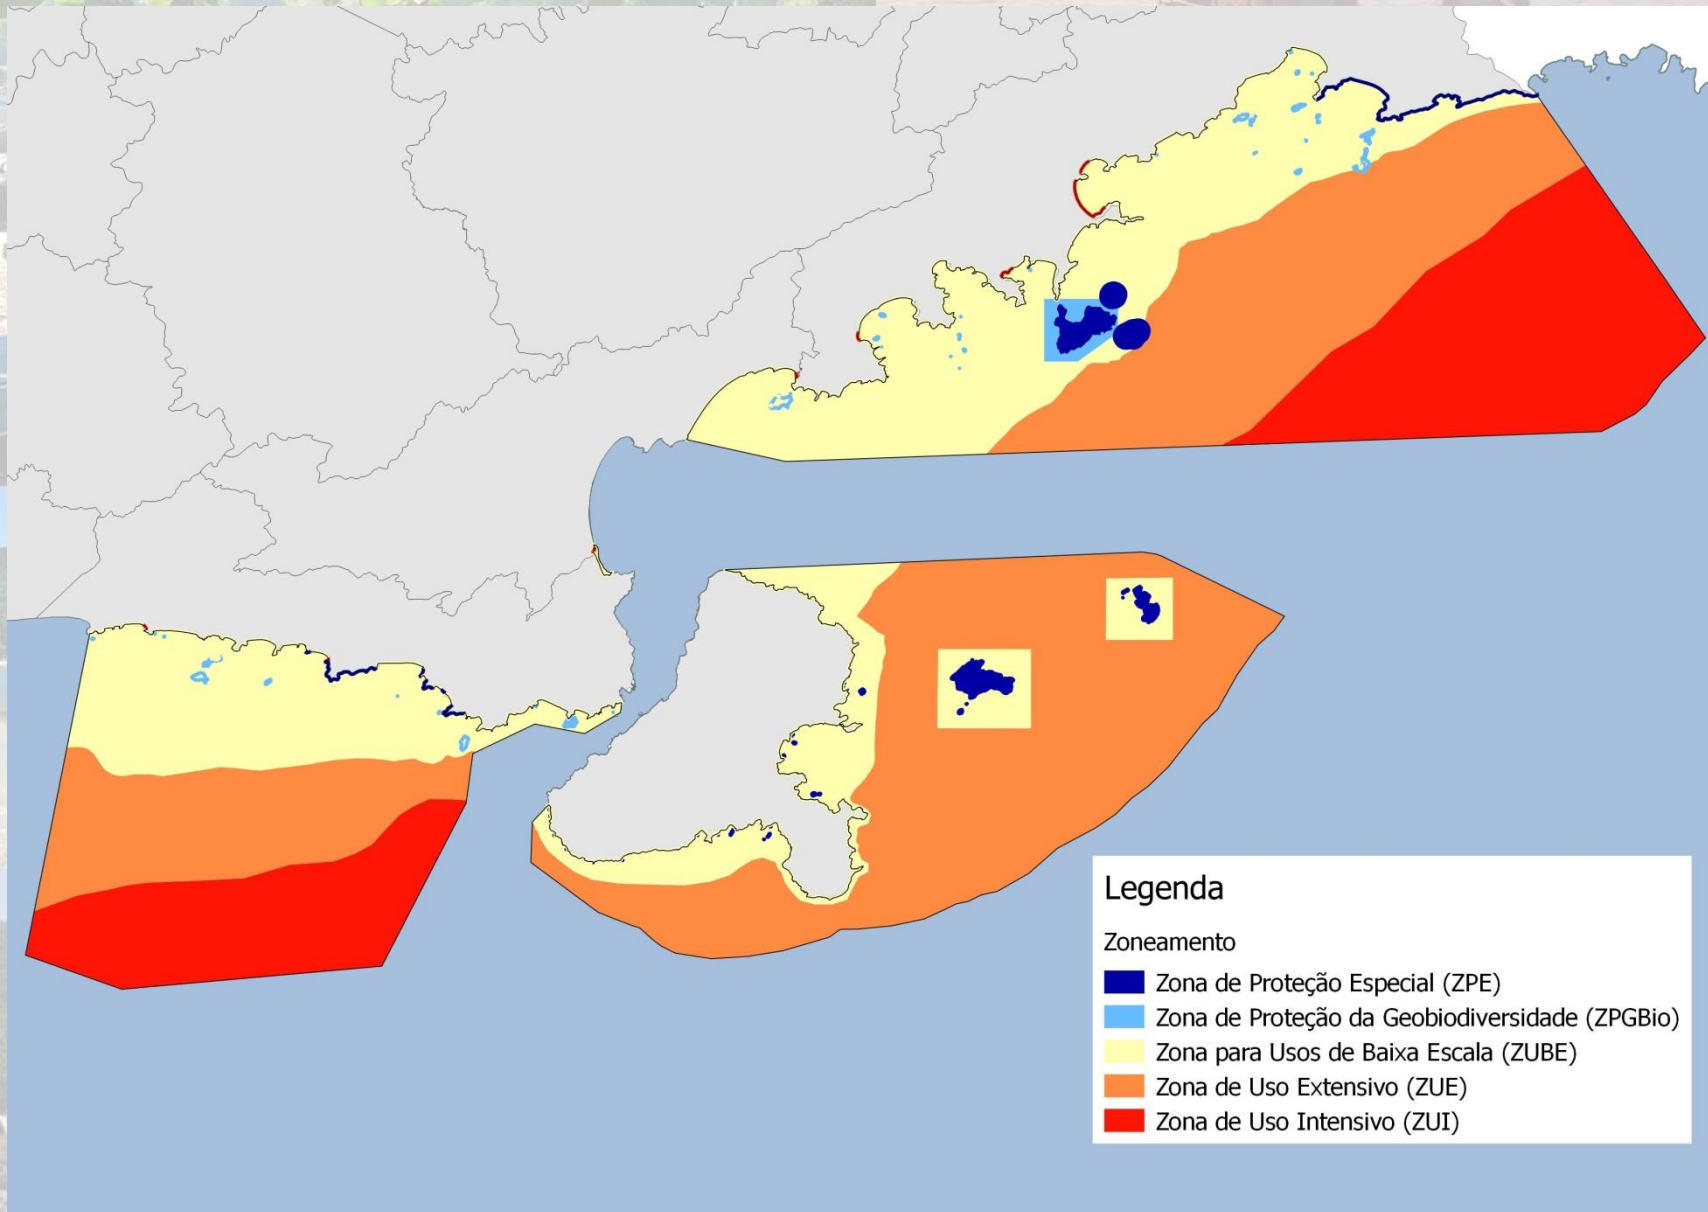 Legenda
Zoneamento
Zona de Proteção Especial (ZPE)
Zona de Proteção da Geobiodiversidade (ZPGBio)
Zona para Usos de Baixa Escala (ZUBE)
Zona de Uso Extensivo (ZUE)
Zona de Uso Intensivo (ZUI)